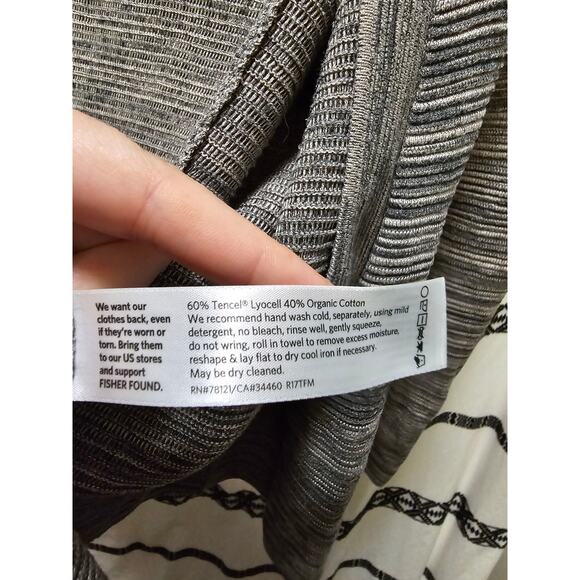 We want our
clothes back, even
if they're worn or
torn. Bring them
to our US stores
and support
FISHER FOUND.
60% Tencel® Lyocell 40% Organic Cotton
We recommend hand wash cold, separately, using mild
detergent, no bleach, rinse well, gently squeeze,
do not wring, roll in towel to remove excess moisture,
reshape & lay flat to dry cool iron if necessary.
May be dry cleaned.
RN#78121/CA#34460 R17TFM